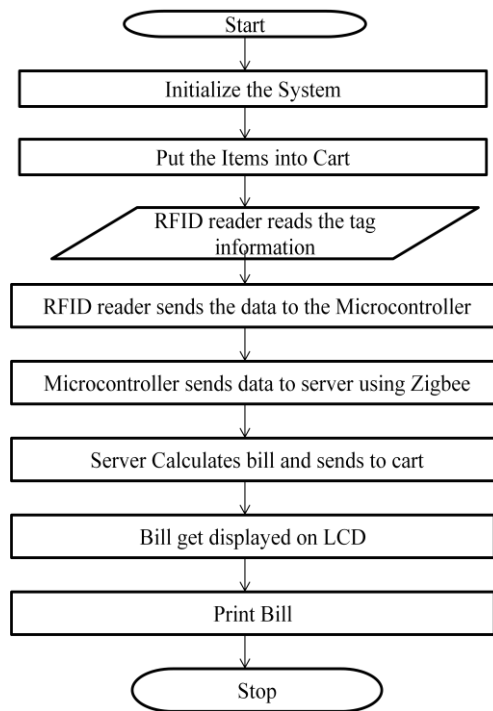 Start
Initialize the System
Put the Items into Cart
RFID reader reads the tag
information
RFID reader sends the data to the Microcontroller
Microcontroller sends data to server using Zigbee
Server Calculates bill and sends to cart
Bill get displayed on LCD
Print Bill
Stop